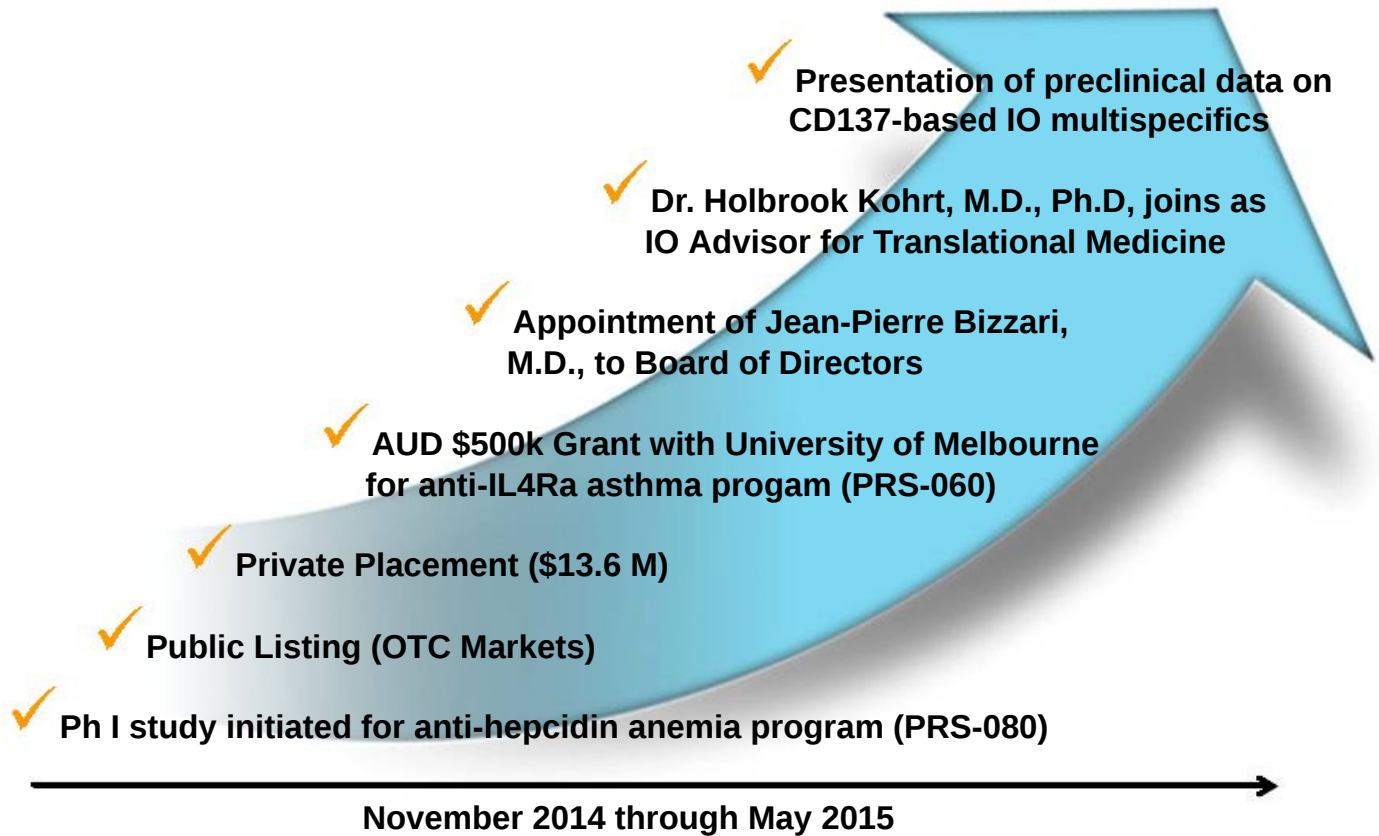 Presentation of preclinical data on
CD137-based IO multispecifics
Dr. Holbrook Kohrt, M.D., Ph.D, joins as
IO Advisor for Translational Medicine
Appointment of Jean-Pierre Bizzari,
M.D., to Board of Directors
AUD $500k Grant with University of Melbourne
for anti-IL4Ra asthma progam (PRS-060)
Private Placement ($13.6 M)
Public Listing (OTC Markets)
Ph I study initiated for anti-hepcidin anemia program (PRS-080)
November 2014 through May 2015